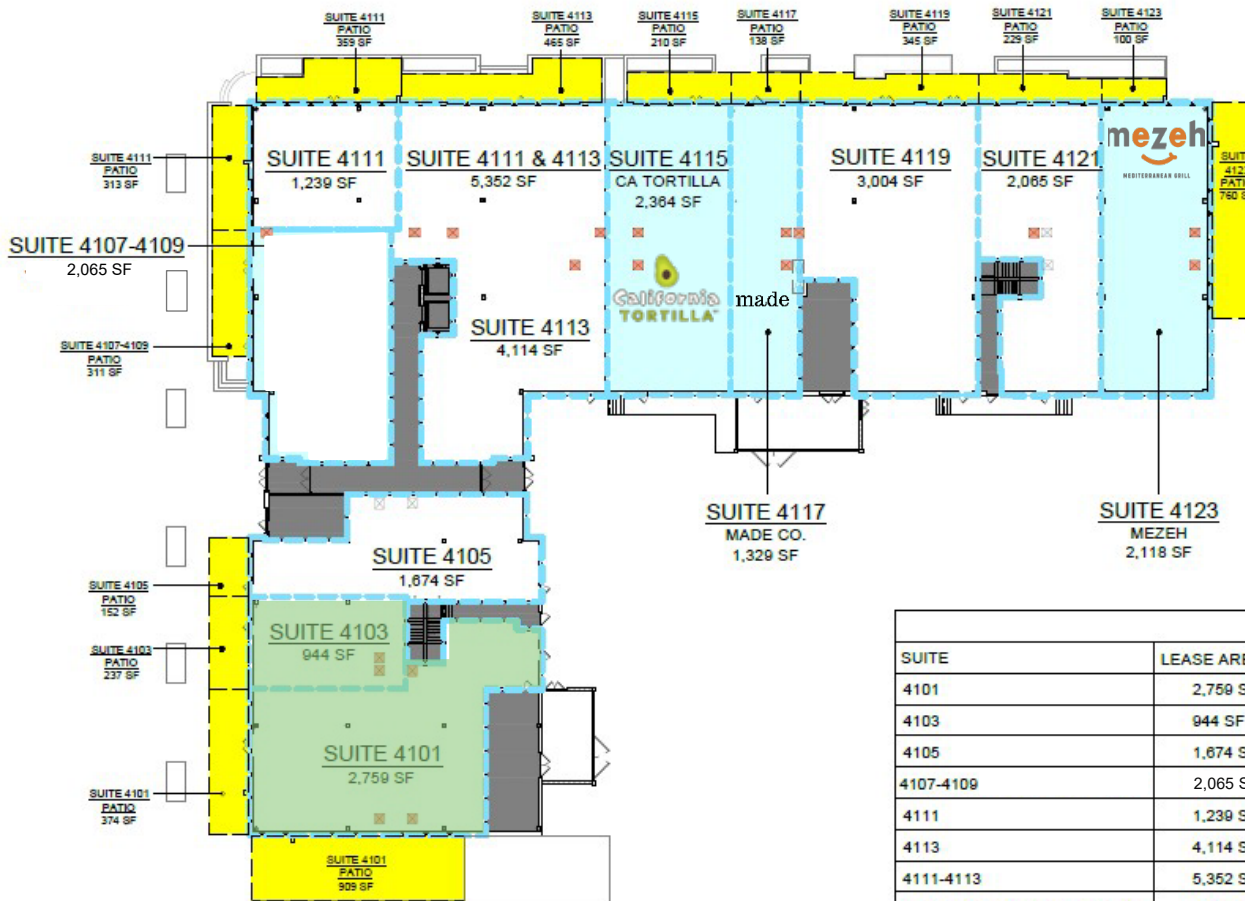 SUITE 4111
PATIO
359 SF
SUITE 4113
PATIO
465 SF
SUITE 4115
PATIO
210 SF
SUITE 4117
PATIO
138 SF
SUITE 4119
PATIO
345 SF
SUITE 4121
PATIO
229 SF
SUITE 4123
PATIO
100 SF
SUITE 4111
PATIO
313 SF
SUITE 4111
1,239 SF
SUITE 4111 & 4113
5,352 SF
SUITE 4115
CA TORTILLA
2,364 SF
SUITE 4119
3,004 SF
SUITE 4121
2,065 SF
mezeh
MEDITERRANEAN GRILL
PATIO
760 S
SUITE 4107-4109
2,065 SF
California
TORTILLA
made
SUITE 4107-4109
PATIO
311 SF
SUITE 4113
4,114 SF
SUITE 4117
MADE CO.
1,329 SF
SUITE 4123
MEZEH
2,118 SF
SUITE 4105
1,674 SF
SUITE 4105
PATIO
152 SF
SUITE 4103
PATIO
237 SF
SUITE 4103
944 SF
SUITE 4101
2,759 SF
SUITE 4101
PATIO
374 SF
SUITE 4101
PATIO
909 SF
SUITE LEASE ARE
4101 2,759 S
4103 944 SF
4105 1,674 S
4107-4109 2,065 S
4111 1,239 S
4113 4,114 S
4111-4113 5,352 S